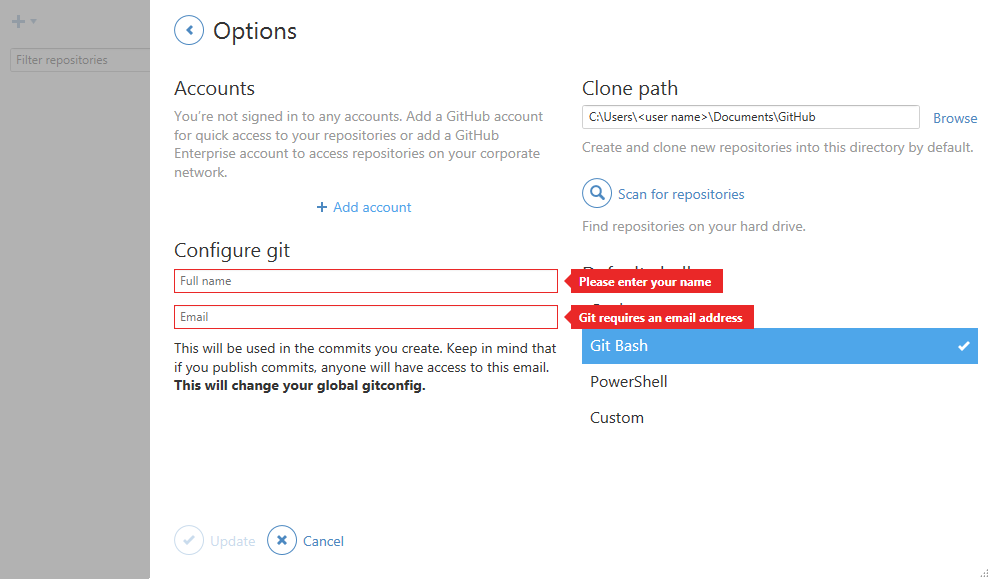 Filter repositories
Options
Accounts
You're not signed in to any accounts. Add a GitHub account
for quick access to your repositories or add a GitHub
Enterprise account to access repositories on your corporate
network.
+ Add account
Configure git
Full name
Please enter your name
Email
Git requires an email address
This will be used in the commits you create. Keep in mind that
if you publish commits, anyone will have access to this email.
This will change your global gitconfig.
Update
Cancel
Clone path
C:\Users\<user name>\Documents\GitHub
Browse
Create and clone new repositories into this directory by default.
Scan for repositories
Find repositories on your hard drive.
Git Bash
PowerShell
Custom